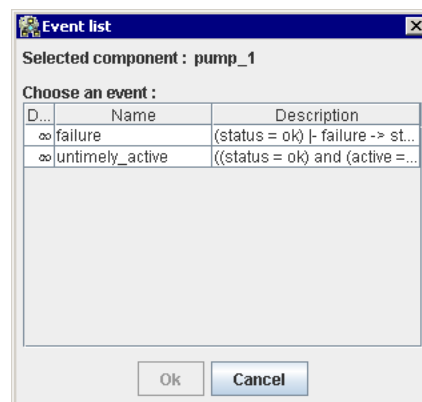 Event list
Selected component : pump_1
Choose an event :
D... Name Description
∞ failure (status = ok) |- failure -> st...
∞ untimely_active ((status = ok) and (active =...
Ok Cancel